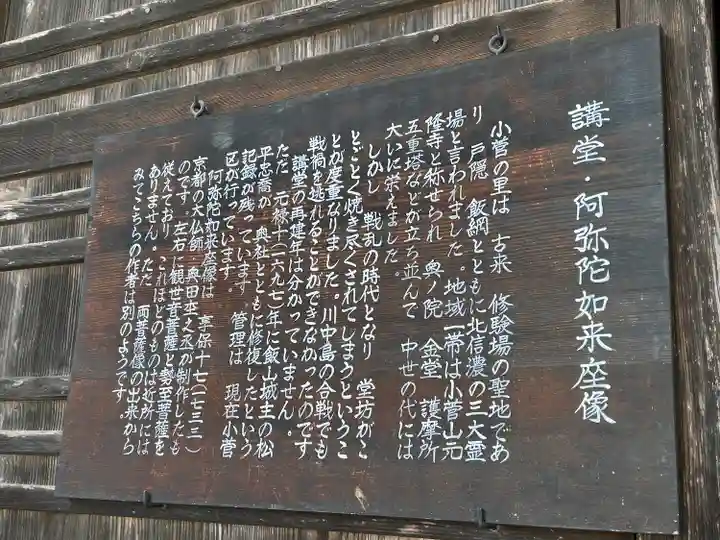 講堂・阿弥陀如来座像
小菅の里は 古来 修験場の聖地であ
り 戸隠 飯綱とともに北信濃の三大霊
場と言われました。地域一帯は小菅山元
隆寺と称せられ 奥ノ院 金堂 護摩所
五重塔などが立ち並んで 中世の代には
大いに栄えました。
しかし 戦乱の時代となり 堂坊がこ
とごとく焼き尽くされてしまうというこ
とが度重なりました。川中島の合戦でも
戦禍を逃れることができなかったのです
講堂の再建年は分かっていません。
ただ 元禄十(一六九七)年に飯山城主の松
平忠喬が 奥社とともに修復したという
記録が残っています。管理は 現在小菅
区が行っています。
阿弥陀如来座像は 享保十七(一七三二)
京都の大仏師・奥田杢之丞が制作したも
のです。左右に観世音菩薩と勢至菩薩を
従えており これほどのものは近所には
ありません。ただ 両菩薩像の出来から
みてこちらの作者は別のようです。